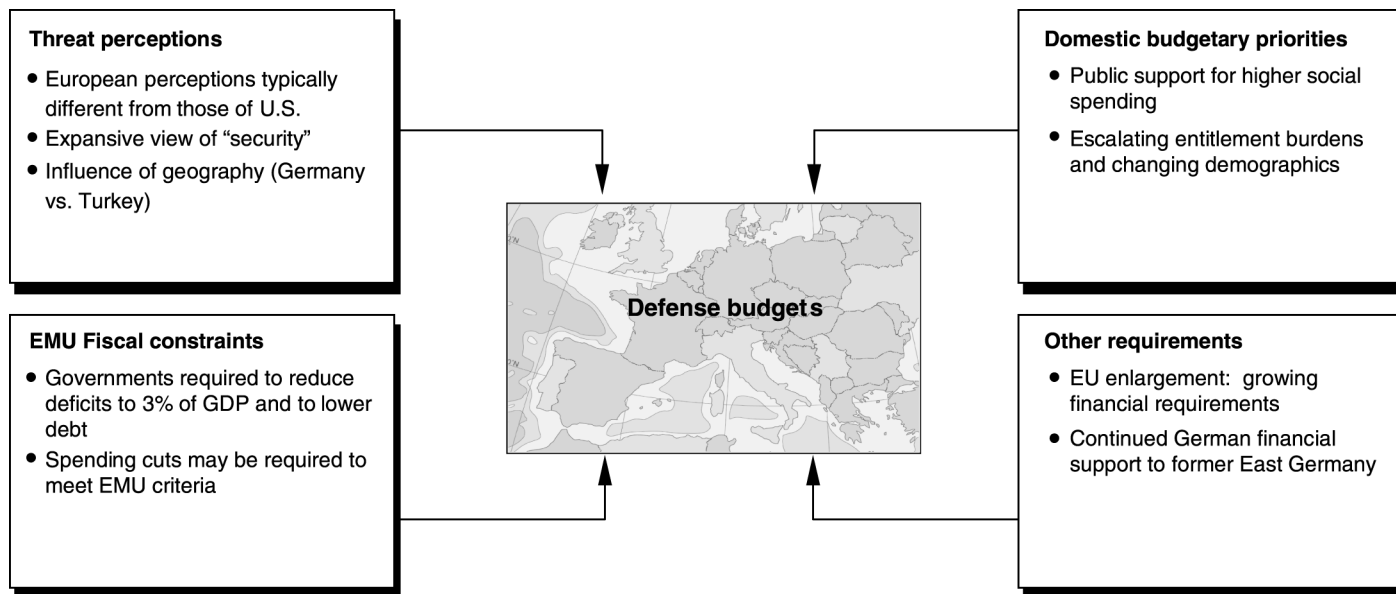 Threat perceptions
• European perceptions typically
different from those of U.S.
• Expansive view of “security”
• Influence of geography (Germany
vs. Turkey)
Domestic budgetary priorities
• Public support for higher social
spending
• Escalating entitlement burdens
and changing demographics
Defense budgets
EMU Fiscal constraints
• Governments required to reduce
deficits to 3% of GDP and to lower
debt
• Spending cuts may be required to
meet EMU criteria
Other requirements
• EU enlargement: growing
financial requirements
• Continued German financial
support to former East Germany